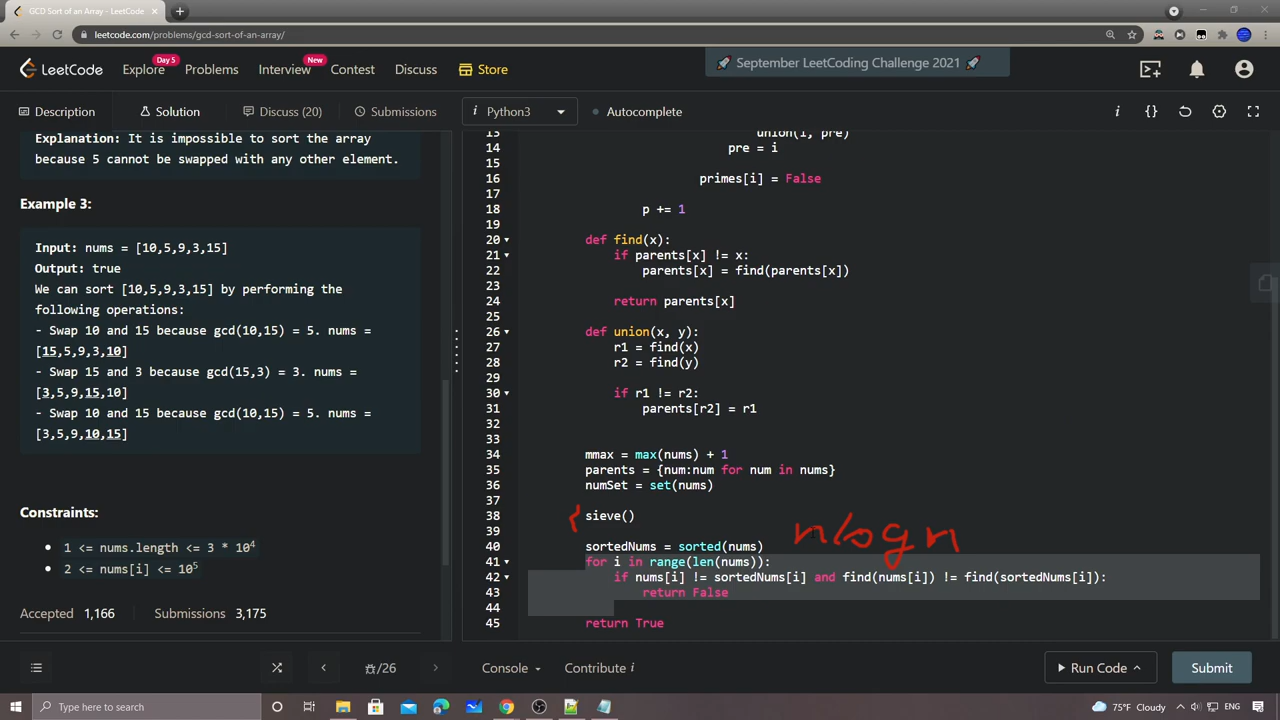 GCD Sort of an Array - LeetCode
leetcode.com/problems/gcd-sort-of-an-array/
LeetCode
Explore
Day 5
Problems
Interview
New
Contest
Discuss
Store
🚀 September LeetCoding Challenge 2021 🚀
Description
Solution
Discuss (20)
Submissions
i Python3
Autocomplete
Explanation: It is impossible to sort the array
because 5 cannot be swapped with any other element.
Example 3:
Input: nums = [10,5,9,3,15]
Output: true
We can sort [10,5,9,3,15] by performing the
following operations:
- Swap 10 and 15 because gcd(10,15) = 5. nums =
[15,5,9,3,10]
- Swap 15 and 3 because gcd(15,3) = 3. nums =
[3,5,9,15,10]
- Swap 10 and 15 because gcd(10,15) = 5. nums =
[3,5,9,10,15]
Constraints:
1 <= nums.length <= 3 * 10⁴
2 <= nums[i] <= 10⁵
Accepted 1,166 Submissions 3,175
13 union(i, pre)
14 pre = i
15
16 primes[i] = False
17
18 p += 1
19
20 def find(x):
21 if parents[x] != x:
22 parents[x] = find(parents[x])
23
24 return parents[x]
25
26 def union(x, y):
27 r1 = find(x)
28 r2 = find(y)
29
30 if r1 != r2:
31 parents[r2] = r1
32
33
34 mmax = max(nums) + 1
35 parents = {num:num for num in nums}
36 numSet = set(nums)
37
38 sieve()
39
nlogn
40 sortedNums = sorted(nums)
41 for i in range(len(nums)):
42 if nums[i] != sortedNums[i] and find(nums[i]) != find(sortedNums[i]):
43 return False
44
45 return True
/26
Console
Contribute i
Run Code
Submit
Type here to search
75°F Cloudy
ENG